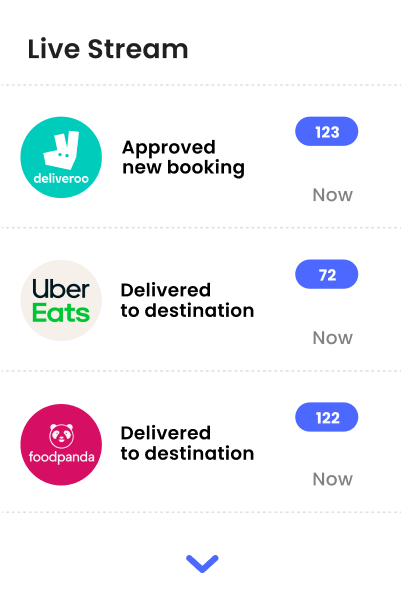 Live Stream
deliveroo
Approved
new booking
123
Now
Uber
Eats
Delivered
to destination
72
Now
foodpanda
Delivered
to destination
122
Now